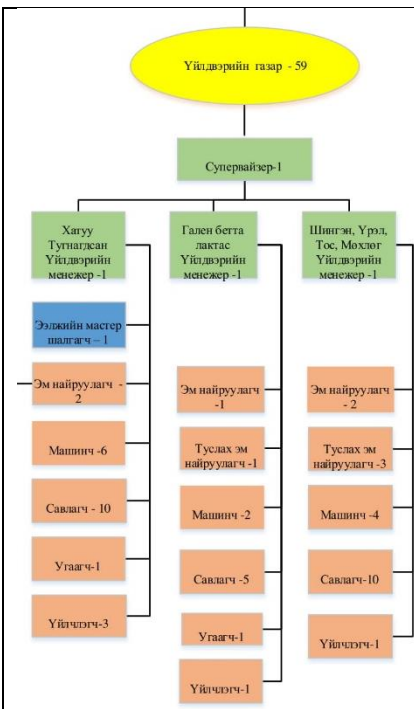 Үйлдвэрийн газар - 59
Супервайзер-1
Хатуу
Тугнагдсан
Үйлдвэрийн
менежер -1
Ээлжийн мастер
шалгагч – 1
Эм найруулагч -
2
Машинч -6
Савлагч - 10
Угаагч-1
Үйлчлэгч-3
Гален бегта
лактас
Үйлдвэрийн
менежер -1
Эм найруулагч
-1
Туслах эм
найруулагч -1
Машинч -2
Савлагч -5
Угаагч-1
Үйлчлэгч-1
Шингэн, Үрэл,
Тос, Мөхлөг
Үйлдвэрийн
менежер -1
Эм найруулагч
- 2
Туслах эм
найруулагч -3
Машинч -4
Савлагч-10
Үйлчлэгч-1